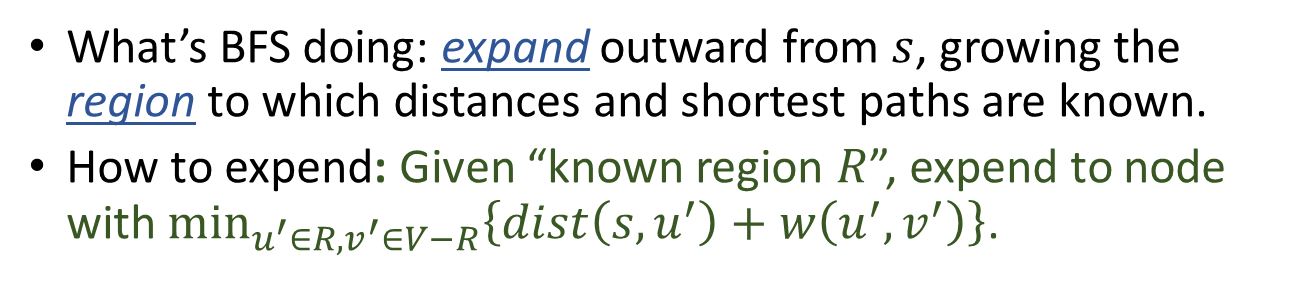 • What's BFS doing: expand outward from s, growing the
region to which distances and shortest paths are known.
• How to expend: Given “known region R”, expend to node
with min_{u′∈R,v′∈V−R}{dist(s, u′) + w(u′, v′)}.